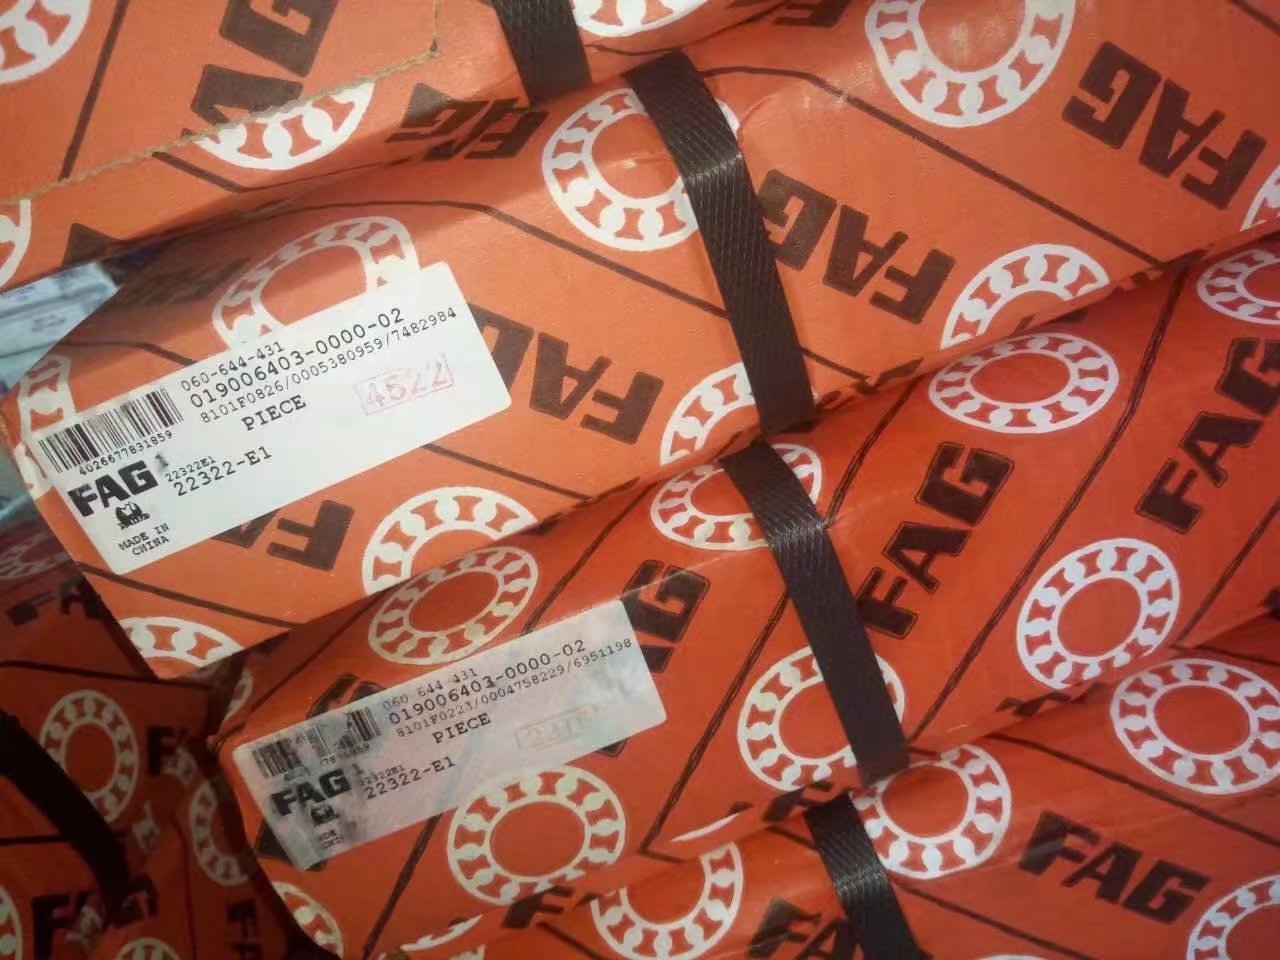 FAG
FAG
FAG
FAG
FAG
060-644-431
019006403-0000-02
8101F0826/0005380959/7482984
PIECE
4522
4026677831859
FAG
1
22322E1
22322-E1
MADE IN
CHINA
FAG
FAG
060 644 431
019006403-0000-02
8101F0223/0004758229/6951198
PIECE
FAG
22322E1
22322-E1
FAG